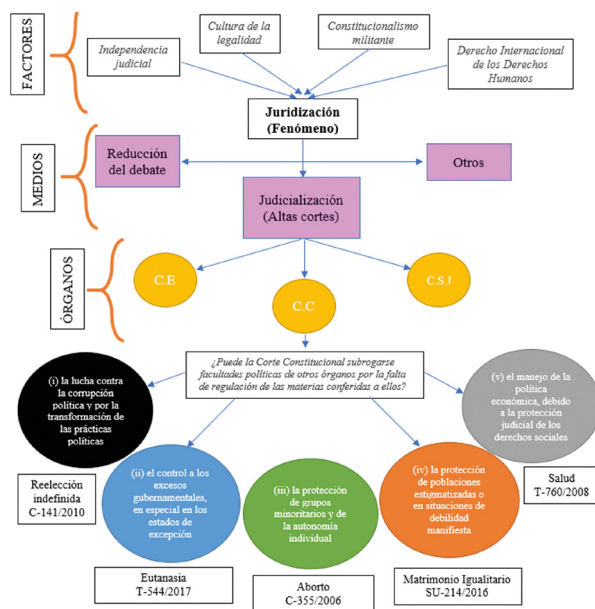 FACTORES
Independencia
judicial
Cultura de la
legalidad
Constitucionalismo
militante
Derecho Internacional
de los Derechos
Humanos
Juridización
(Fenómeno)
MEDIOS
Reducción
del debate
Otros
Judicialización
(Altas cortes)
ÓRGANOS
C.E
C.C
C.S.J
¿Puede la Corte Constitucional subrogarse
facultades políticas de otros órganos por la falta
de regulación de las materias conferidas a ellos?
(i) la lucha contra
la corrupción
política y por la
transformación de
las prácticas
políticas
Reelección
indefinida
C-141/2010
(ii) el control a los
excesos
gubernamentales,
en especial en los
estados de
excepción
Eutanasia
T-544/2017
(iii) la protección
de grupos
minoritarios y de
la autonomía
individual
Aborto
C-355/2006
(iv) la protección
de poblaciones
estigmatizadas o
en situaciones de
debilidad
manifiesta
Matrimonio Igualitario
SU-214/2016
(v) el manejo de la
política
económica, debido
a la protección
judicial de los
derechos sociales
Salud
T-760/2008